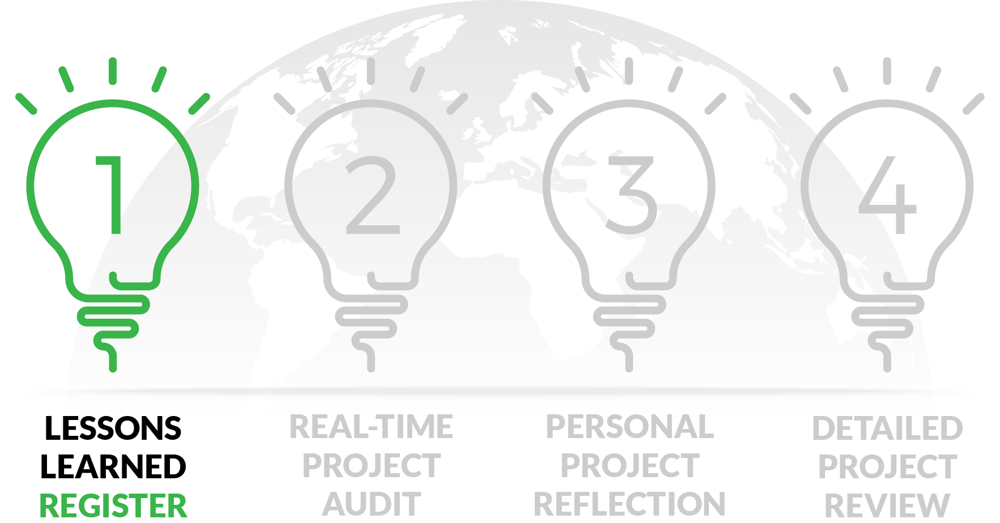 1
LESSONS
LEARNED
REGISTER
2
REAL-TIME
PROJECT
AUDIT
3
PERSONAL
PROJECT
REFLECTION
4
DETAILED
PROJECT
REVIEW